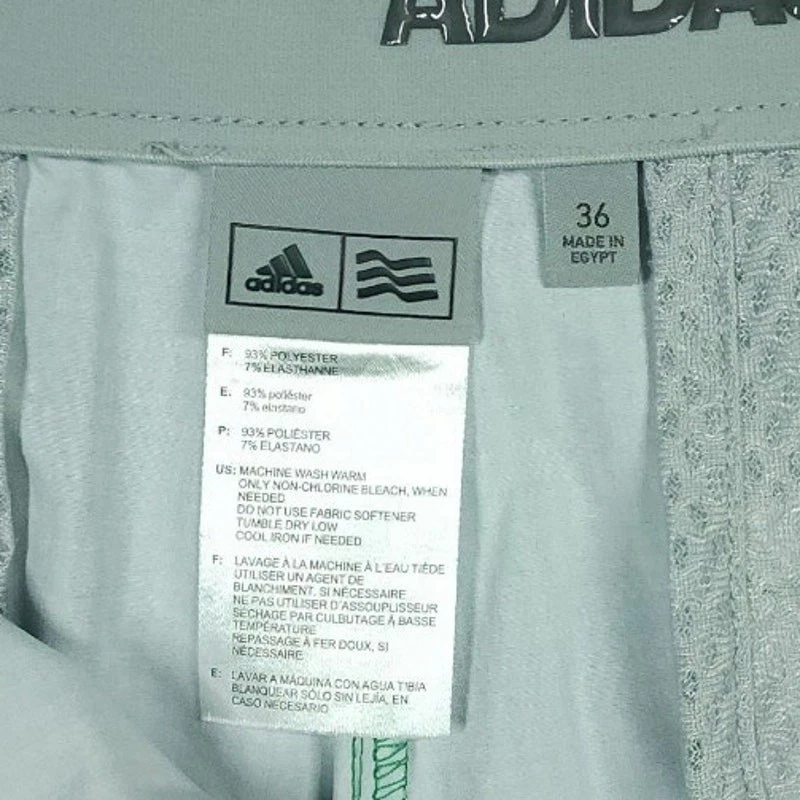 ADIDAS
adidas
36
MADE IN
EGYPT
F: 93% POLYESTER
7% ELASTHANNE
E. 93% poliéster
7% elastano
P: 93% POLIÉSTER
7% ELASTANO
US: MACHINE WASH WARM
ONLY NON-CHLORINE BLEACH, WHEN
NEEDED
DO NOT USE FABRIC SOFTENER
TUMBLE DRY LOW
COOL IRON IF NEEDED
F: LAVAGE À LA MACHINE À L'EAU TIÈDE
UTILISER UN AGENT DE
BLANCHIMENT, SI NÉCESSAIRE
NE PAS UTILISER D'ASSOUPLISSEUR
SÉCHAGE PAR CULBUTAGE À BASSE
TEMPÉRATURE
REPASSAGE À FER DOUX, SI
NÉCESSAIRE
E: LAVAR A MÁQUINA CON AGUA TIBIA
BLANQUEAR SÓLO SIN LEJÍA, EN
CASO NECESARIO